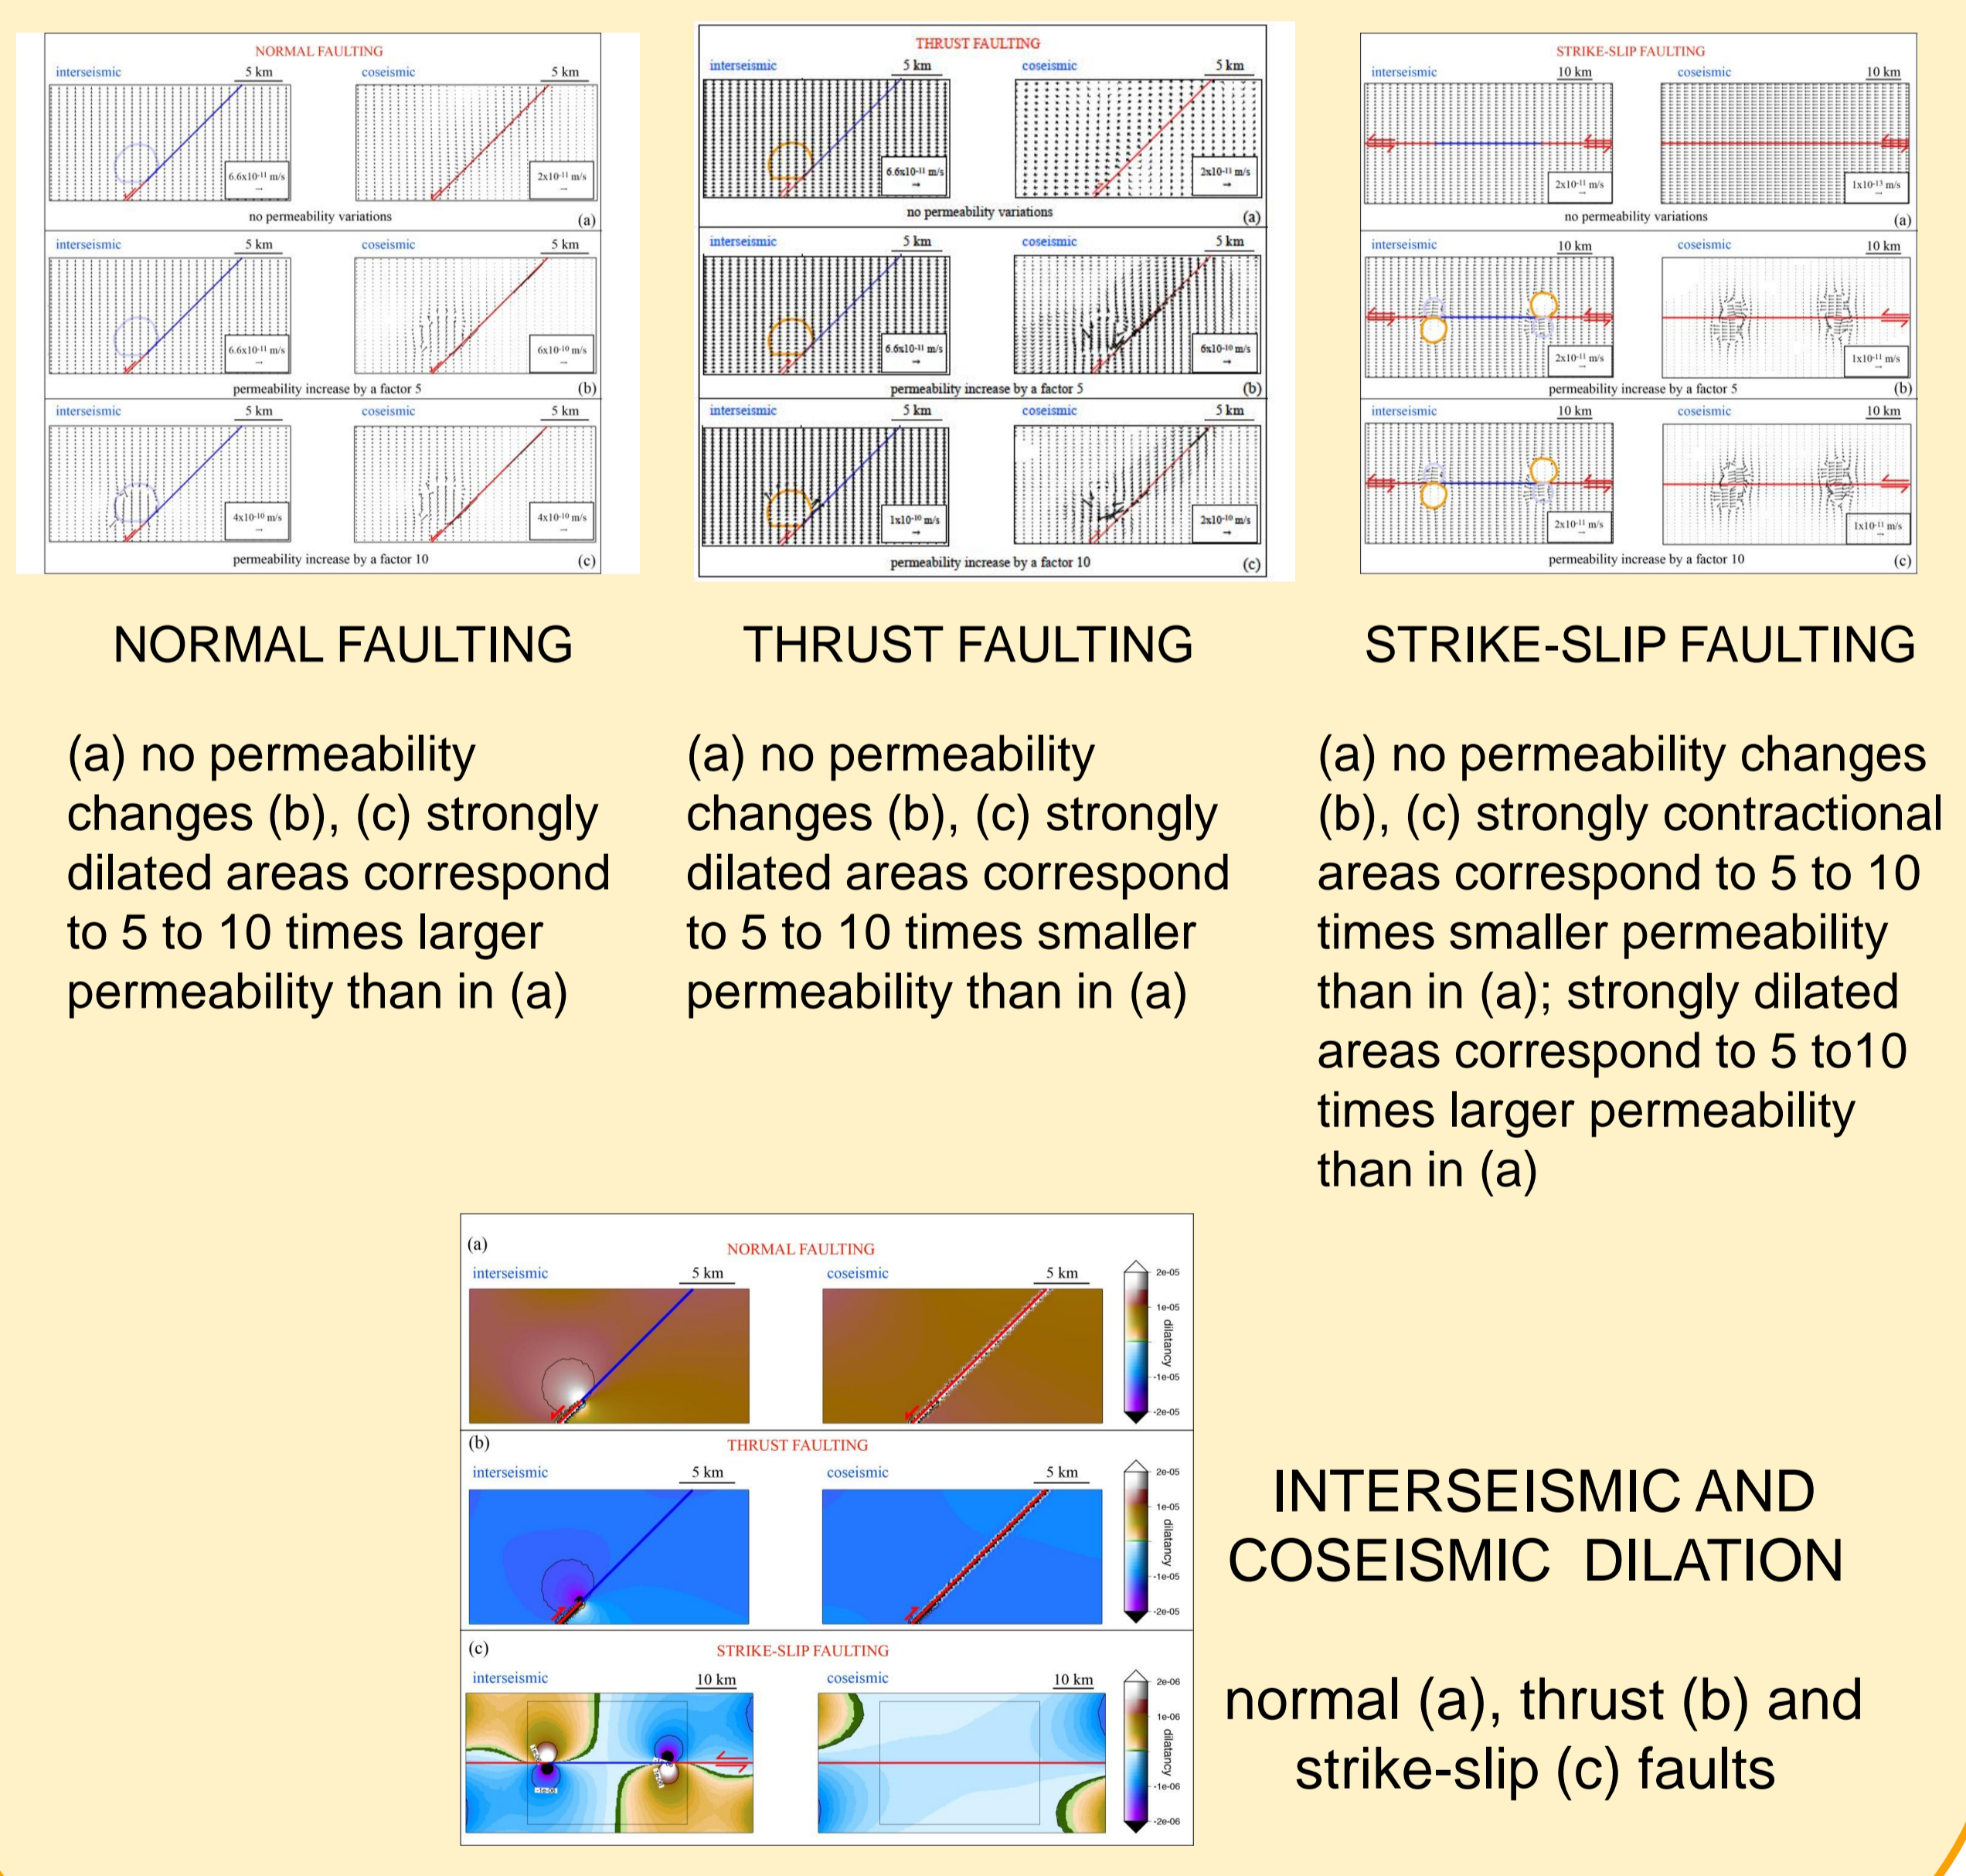 NORMAL FAULTING
interseismic 5 km coseismic 5 km
6.6x10-11 m/s 2x10-11 m/s
no permeability variations (a)
interseismic 5 km coseismic 5 km
6.6x10-11 m/s 6x10-10 m/s
permeability increase by a factor 5 (b)
interseismic 5 km coseismic 5 km
4x10-10 m/s 4x10-10 m/s
permeability increase by a factor 10 (c)
THRUST FAULTING
interseismic 5 km coseismic 5 km
6.6x10-11 m/s 2x10-11 m/s
no permeability variations (a)
interseismic 5 km coseismic 5 km
6.6x10-11 m/s 6x10-10 m/s
permeability increase by a factor 5 (b)
interseismic 5 km coseismic 5 km
1x10-10 m/s 2x10-10 m/s
permeability increase by a factor 10 (c)
STRIKE-SLIP FAULTING
interseismic 10 km coseismic 10 km
2x10-11 m/s 1x10-13 m/s
no permeability variations (a)
interseismic 10 km coseismic 10 km
2x10-11 m/s 1x10-11 m/s
permeability increase by a factor 5 (b)
interseismic 10 km coseismic 10 km
2x10-11 m/s 1x10-11 m/s
permeability increase by a factor 10 (c)
NORMAL FAULTING
(a) no permeability
changes (b), (c) strongly
dilated areas correspond
to 5 to 10 times larger
permeability than in (a)
THRUST FAULTING
(a) no permeability
changes (b), (c) strongly
dilated areas correspond
to 5 to 10 times smaller
permeability than in (a)
STRIKE-SLIP FAULTING
(a) no permeability changes
(b), (c) strongly contractional
areas correspond to 5 to 10
times smaller permeability
than in (a); strongly dilated
areas correspond to 5 to10
times larger permeability
than in (a)
(a) NORMAL FAULTING
interseismic 5 km coseismic 5 km
2e-05
1e-05
-1e-05
-2e-05
dilatancy
(b) THRUST FAULTING
interseismic 5 km coseismic 5 km
2e-05
1e-05
-1e-05
-2e-05
dilatancy
(c) STRIKE-SLIP FAULTING
interseismic 10 km coseismic 10 km
-1e-06
2e-06
1e-06
-1e-06
-2e-06
dilatancy
INTERSEISMIC AND
COSEISMIC DILATION
normal (a), thrust (b) and
strike-slip (c) faults